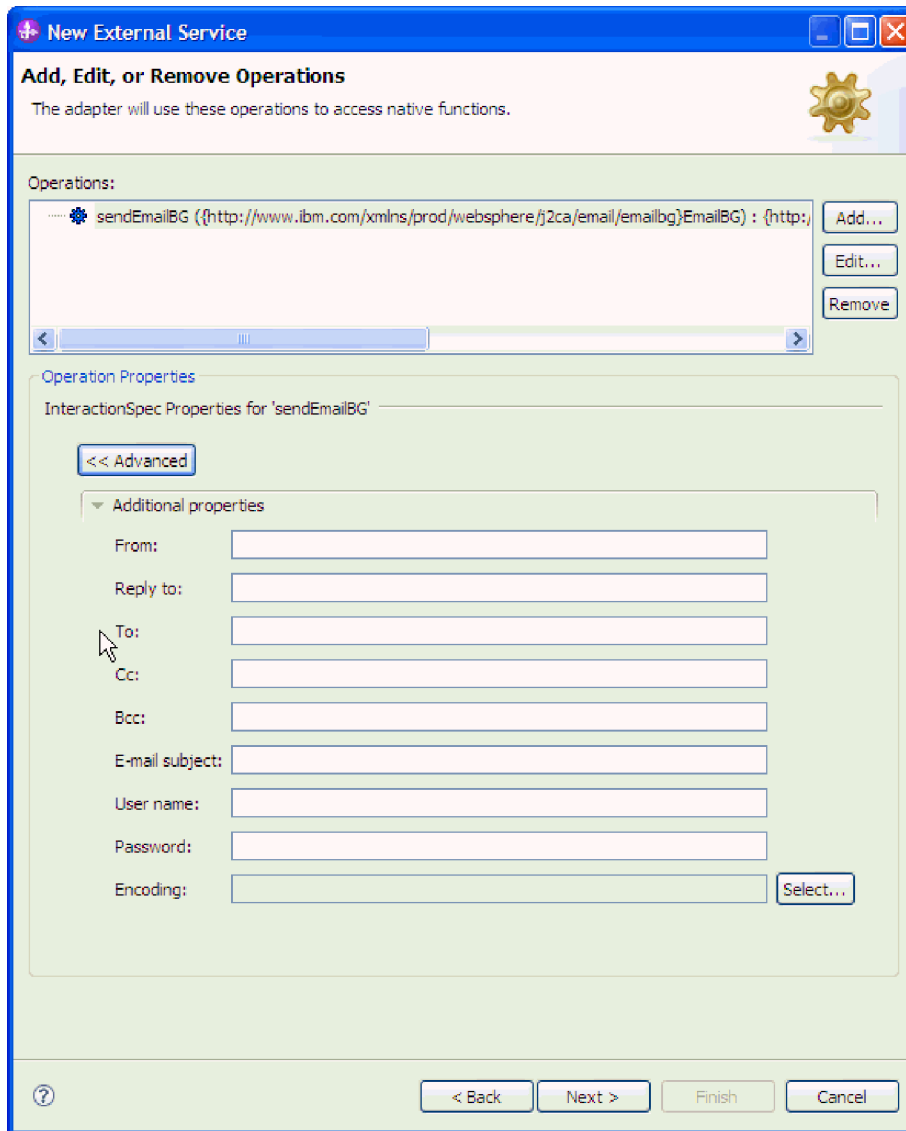 New External Service
Add, Edit, or Remove Operations
The adapter will use these operations to access native functions.
Operations:
sendEmailBG ({http://www.ibm.com/xmlns/prod/websphere/j2ca/email/emailbg}EmailBG) : {http:/
Add...
Edit...
Remove
Operation Properties
InteractionSpec Properties for 'sendEmailBG'
<< Advanced
Additional properties
From:
Reply to:
To:
Cc:
Bcc:
E-mail subject:
User name:
Password:
Encoding:
Select...
?
< Back
Next >
Finish
Cancel